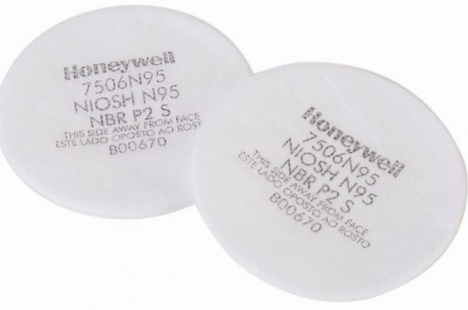 Honeywell
7506N95
NIOSH N95
NBR P2 S
THIS SIDE AWAY FROM FACE
ESTE LADO OPOSTO AO ROSTO
B00670
Honeywell
7506N95
NIOSH N95
NBR P2 S
THIS SIDE AWAY FROM FACE
ESTE LADO OPOSTO AO ROSTO
B00670